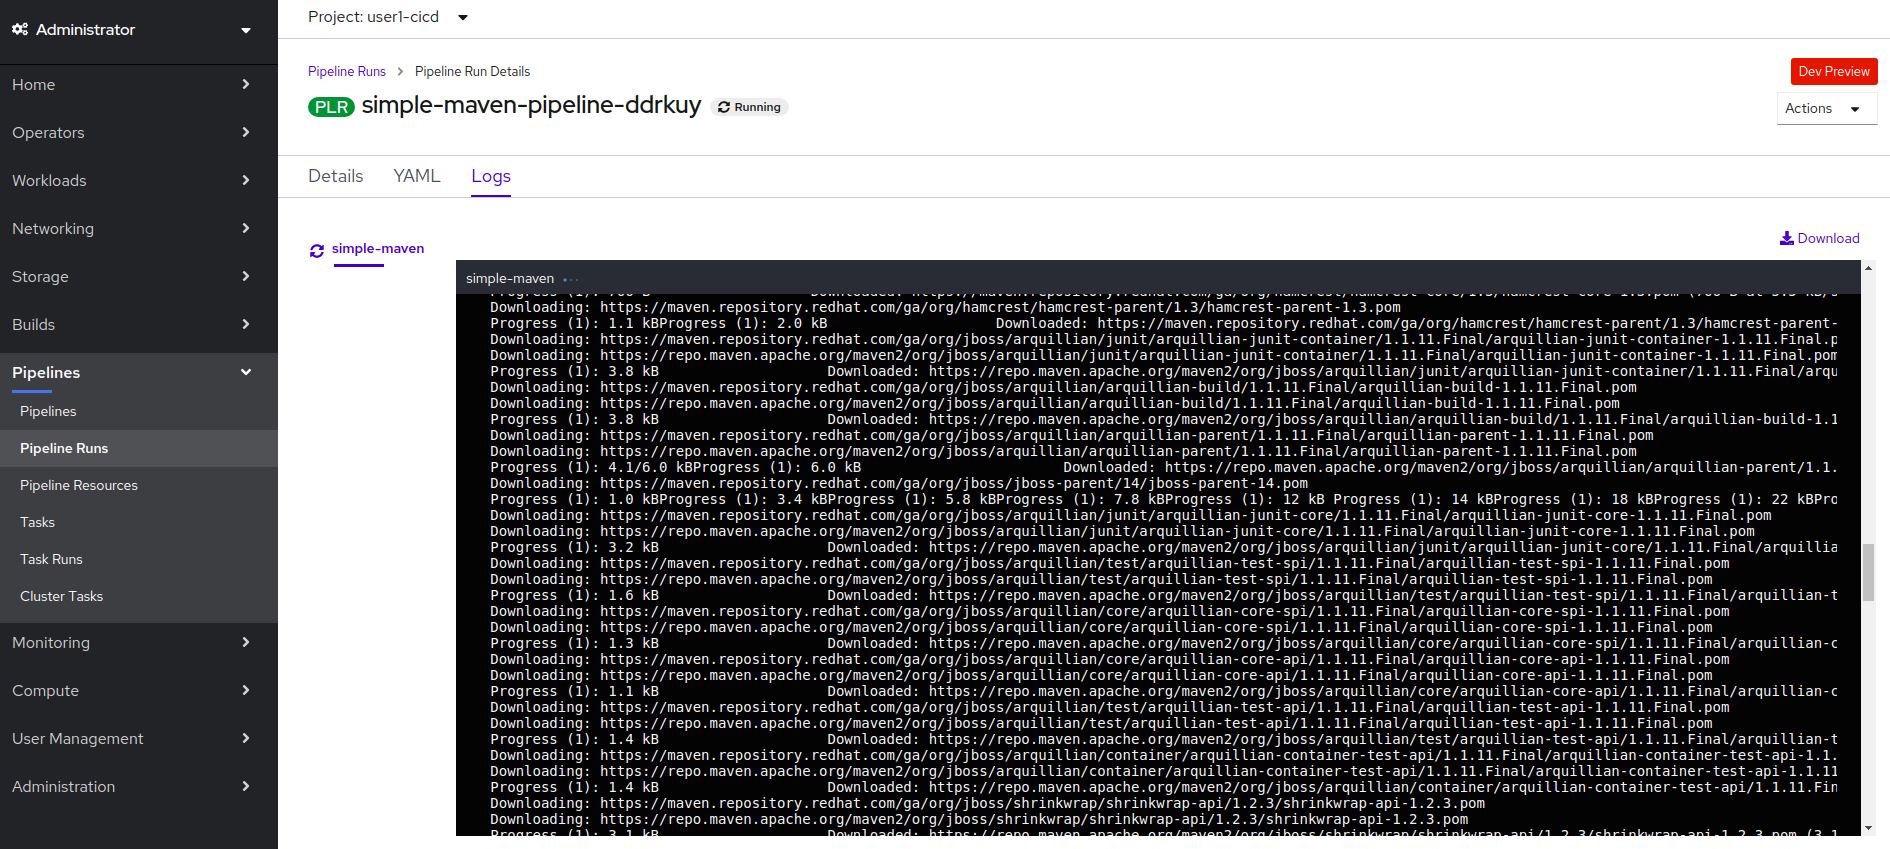 Administrator
Home
Operators
Workloads
Networking
Storage
Builds
Pipelines
Pipelines
Pipeline Runs
Pipeline Resources
Tasks
Task Runs
Cluster Tasks
Monitoring
Compute
User Management
Administration
Project: user1-cicd
Pipeline Runs > Pipeline Run Details
Dev Preview
PLR simple-maven-pipeline-ddrkuy Running
Actions
Details YAML Logs
simple-maven
Download
simple-maven
Downloading: https://maven.repository.redhat.com/ga/org/hamcrest/hamcrest-parent/1.3/hamcrest-parent-1.3.pom
Progress (1): 1.1 kBProgress (1): 2.0 kB Downloaded: https://maven.repository.redhat.com/ga/org/hamcrest/hamcrest-parent/1.3/hamcrest-parent-
Downloading: https://maven.repository.redhat.com/ga/org/jboss/arquillian/junit/arquillian-junit-container/1.1.11.Final/arquillian-junit-container-1.1.11.Final.p
Downloading: https://repo.maven.apache.org/maven2/org/jboss/arquillian/junit/arquillian-junit-container/1.1.11.Final/arquillian-junit-container-1.1.11.Final.pom
Progress (1): 3.8 kB Downloaded: https://repo.maven.apache.org/maven2/org/jboss/arquillian/junit/arquillian-junit-container/1.1.11.Final/arqu
Downloading: https://maven.repository.redhat.com/ga/org/jboss/arquillian/arquillian-build/1.1.11.Final/arquillian-build-1.1.11.Final.pom
Downloading: https://repo.maven.apache.org/maven2/org/jboss/arquillian/arquillian-build/1.1.11.Final/arquillian-build-1.1.11.Final.pom
Progress (1): 3.8 kB Downloaded: https://repo.maven.apache.org/maven2/org/jboss/arquillian/arquillian-build/1.1.11.Final/arquillian-build-1.1
Downloading: https://maven.repository.redhat.com/ga/org/jboss/arquillian/arquillian-parent/1.1.11.Final/arquillian-parent-1.1.11.Final.pom
Downloading: https://repo.maven.apache.org/maven2/org/jboss/arquillian/arquillian-parent/1.1.11.Final/arquillian-parent-1.1.11.Final.pom
Progress (1): 4.1/6.0 kBProgress (1): 6.0 kB Downloaded: https://repo.maven.apache.org/maven2/org/jboss/arquillian/arquillian-parent/1.1.
Downloading: https://maven.repository.redhat.com/ga/org/jboss/jboss-parent/14/jboss-parent-14.pom
Progress (1): 1.0 kBProgress (1): 3.4 kBProgress (1): 5.8 kBProgress (1): 7.8 kBProgress (1): 12 kB Progress (1): 14 kBProgress (1): 18 kBProgress (1): 22 kBPro
Downloading: https://maven.repository.redhat.com/ga/org/jboss/arquillian/junit/arquillian-junit-core/1.1.11.Final/arquillian-junit-core-1.1.11.Final.pom
Downloading: https://repo.maven.apache.org/maven2/org/jboss/arquillian/junit/arquillian-junit-core/1.1.11.Final/arquillian-junit-core-1.1.11.Final.pom
Progress (1): 3.2 kB Downloaded: https://repo.maven.apache.org/maven2/org/jboss/arquillian/junit/arquillian-junit-core/1.1.11.Final/arquillia
Downloading: https://maven.repository.redhat.com/ga/org/jboss/arquillian/test/arquillian-test-spi/1.1.11.Final/arquillian-test-spi-1.1.11.Final.pom
Downloading: https://repo.maven.apache.org/maven2/org/jboss/arquillian/test/arquillian-test-spi/1.1.11.Final/arquillian-test-spi-1.1.11.Final.pom
Progress (1): 1.6 kB Downloaded: https://repo.maven.apache.org/maven2/org/jboss/arquillian/test/arquillian-test-spi/1.1.11.Final/arquillian-t
Downloading: https://maven.repository.redhat.com/ga/org/jboss/arquillian/core/arquillian-core-spi/1.1.11.Final/arquillian-core-spi-1.1.11.Final.pom
Downloading: https://repo.maven.apache.org/maven2/org/jboss/arquillian/core/arquillian-core-spi/1.1.11.Final/arquillian-core-spi-1.1.11.Final.pom
Progress (1): 1.3 kB Downloaded: https://repo.maven.apache.org/maven2/org/jboss/arquillian/core/arquillian-core-spi/1.1.11.Final/arquillian-c
Downloading: https://maven.repository.redhat.com/ga/org/jboss/arquillian/core/arquillian-core-api/1.1.11.Final/arquillian-core-api-1.1.11.Final.pom
Downloading: https://repo.maven.apache.org/maven2/org/jboss/arquillian/core/arquillian-core-api/1.1.11.Final/arquillian-core-api-1.1.11.Final.pom
Progress (1): 1.1 kB Downloaded: https://repo.maven.apache.org/maven2/org/jboss/arquillian/core/arquillian-core-api/1.1.11.Final/arquillian-c
Downloading: https://maven.repository.redhat.com/ga/org/jboss/arquillian/test/arquillian-test-api/1.1.11.Final/arquillian-test-api-1.1.11.Final.pom
Downloading: https://repo.maven.apache.org/maven2/org/jboss/arquillian/test/arquillian-test-api/1.1.11.Final/arquillian-test-api-1.1.11.Final.pom
Progress (1): 1.4 kB Downloaded: https://repo.maven.apache.org/maven2/org/jboss/arquillian/test/arquillian-test-api/1.1.11.Final/arquillian-t
Downloading: https://maven.repository.redhat.com/ga/org/jboss/arquillian/container/arquillian-container-test-api/1.1.11.Final/arquillian-container-test-api-1.1.
Downloading: https://repo.maven.apache.org/maven2/org/jboss/arquillian/container/arquillian-container-test-api/1.1.11.Final/arquillian-container-test-api-1.1.11
Progress (1): 1.4 kB Downloaded: https://repo.maven.apache.org/maven2/org/jboss/arquillian/container/arquillian-container-test-api/1.1.11.Fin
Downloading: https://maven.repository.redhat.com/ga/org/jboss/shrinkwrap/shrinkwrap-api/1.2.3/shrinkwrap-api-1.2.3.pom
Downloading: https://repo.maven.apache.org/maven2/org/jboss/shrinkwrap/shrinkwrap-api/1.2.3/shrinkwrap-api-1.2.3.pom
Progress (1): 3.1 kB Downloaded: https://repo.maven.apache.org/maven2/org/jboss/shrinkwrap/shrinkwrap-api/1.2.3/shrinkwrap-api-1.2.3.pom (3.1